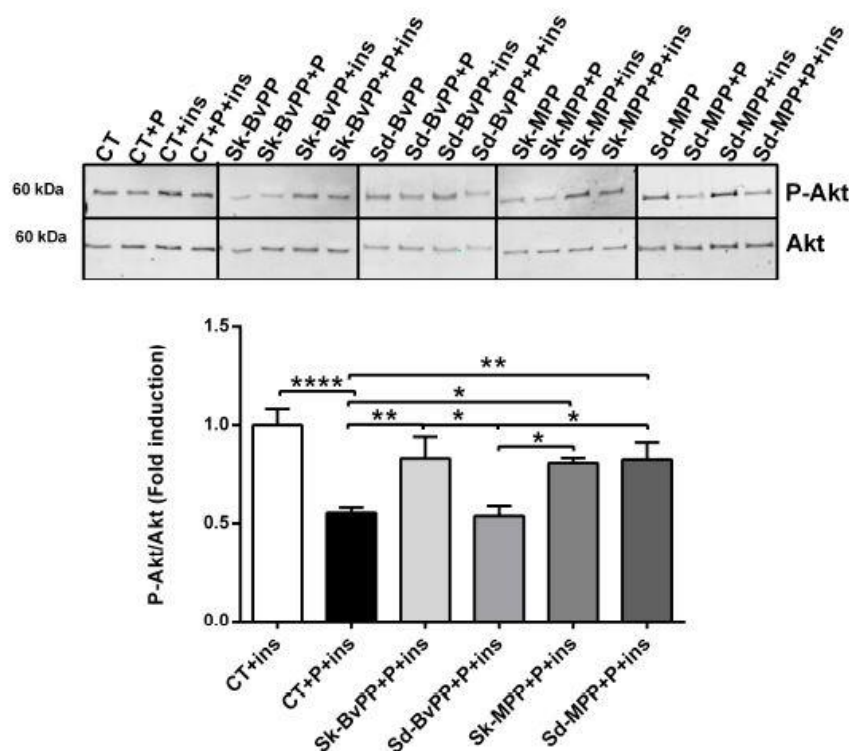 CT
CT+P
CT+ins
CT+P+ins
Sk-BvPP
Sk-BvPP+P
Sk-BvPP+ins
Sk-BvPP+P+ins
Sd-BvPP
Sd-BvPP+P
Sd-BvPP+ins
Sd-BvPP+P+ins
Sk-MPP
Sk-MPP+P
Sk-MPP+ins
Sk-MPP+P+ins
Sd-MPP
Sd-MPP+P
Sd-MPP+ins
Sd-MPP+P+ins
60 kDa
P-Akt
60 kDa
Akt
P-Akt/Akt (Fold induction)
1.5
1.0
0.5
0.0
**
****
*
**
*
*
*
CT+ins
CT+P+ins
Sk-BvPP+P+ins
Sd-BvPP+P+ins
Sk-MPP+P+ins
Sd-MPP+P+ins